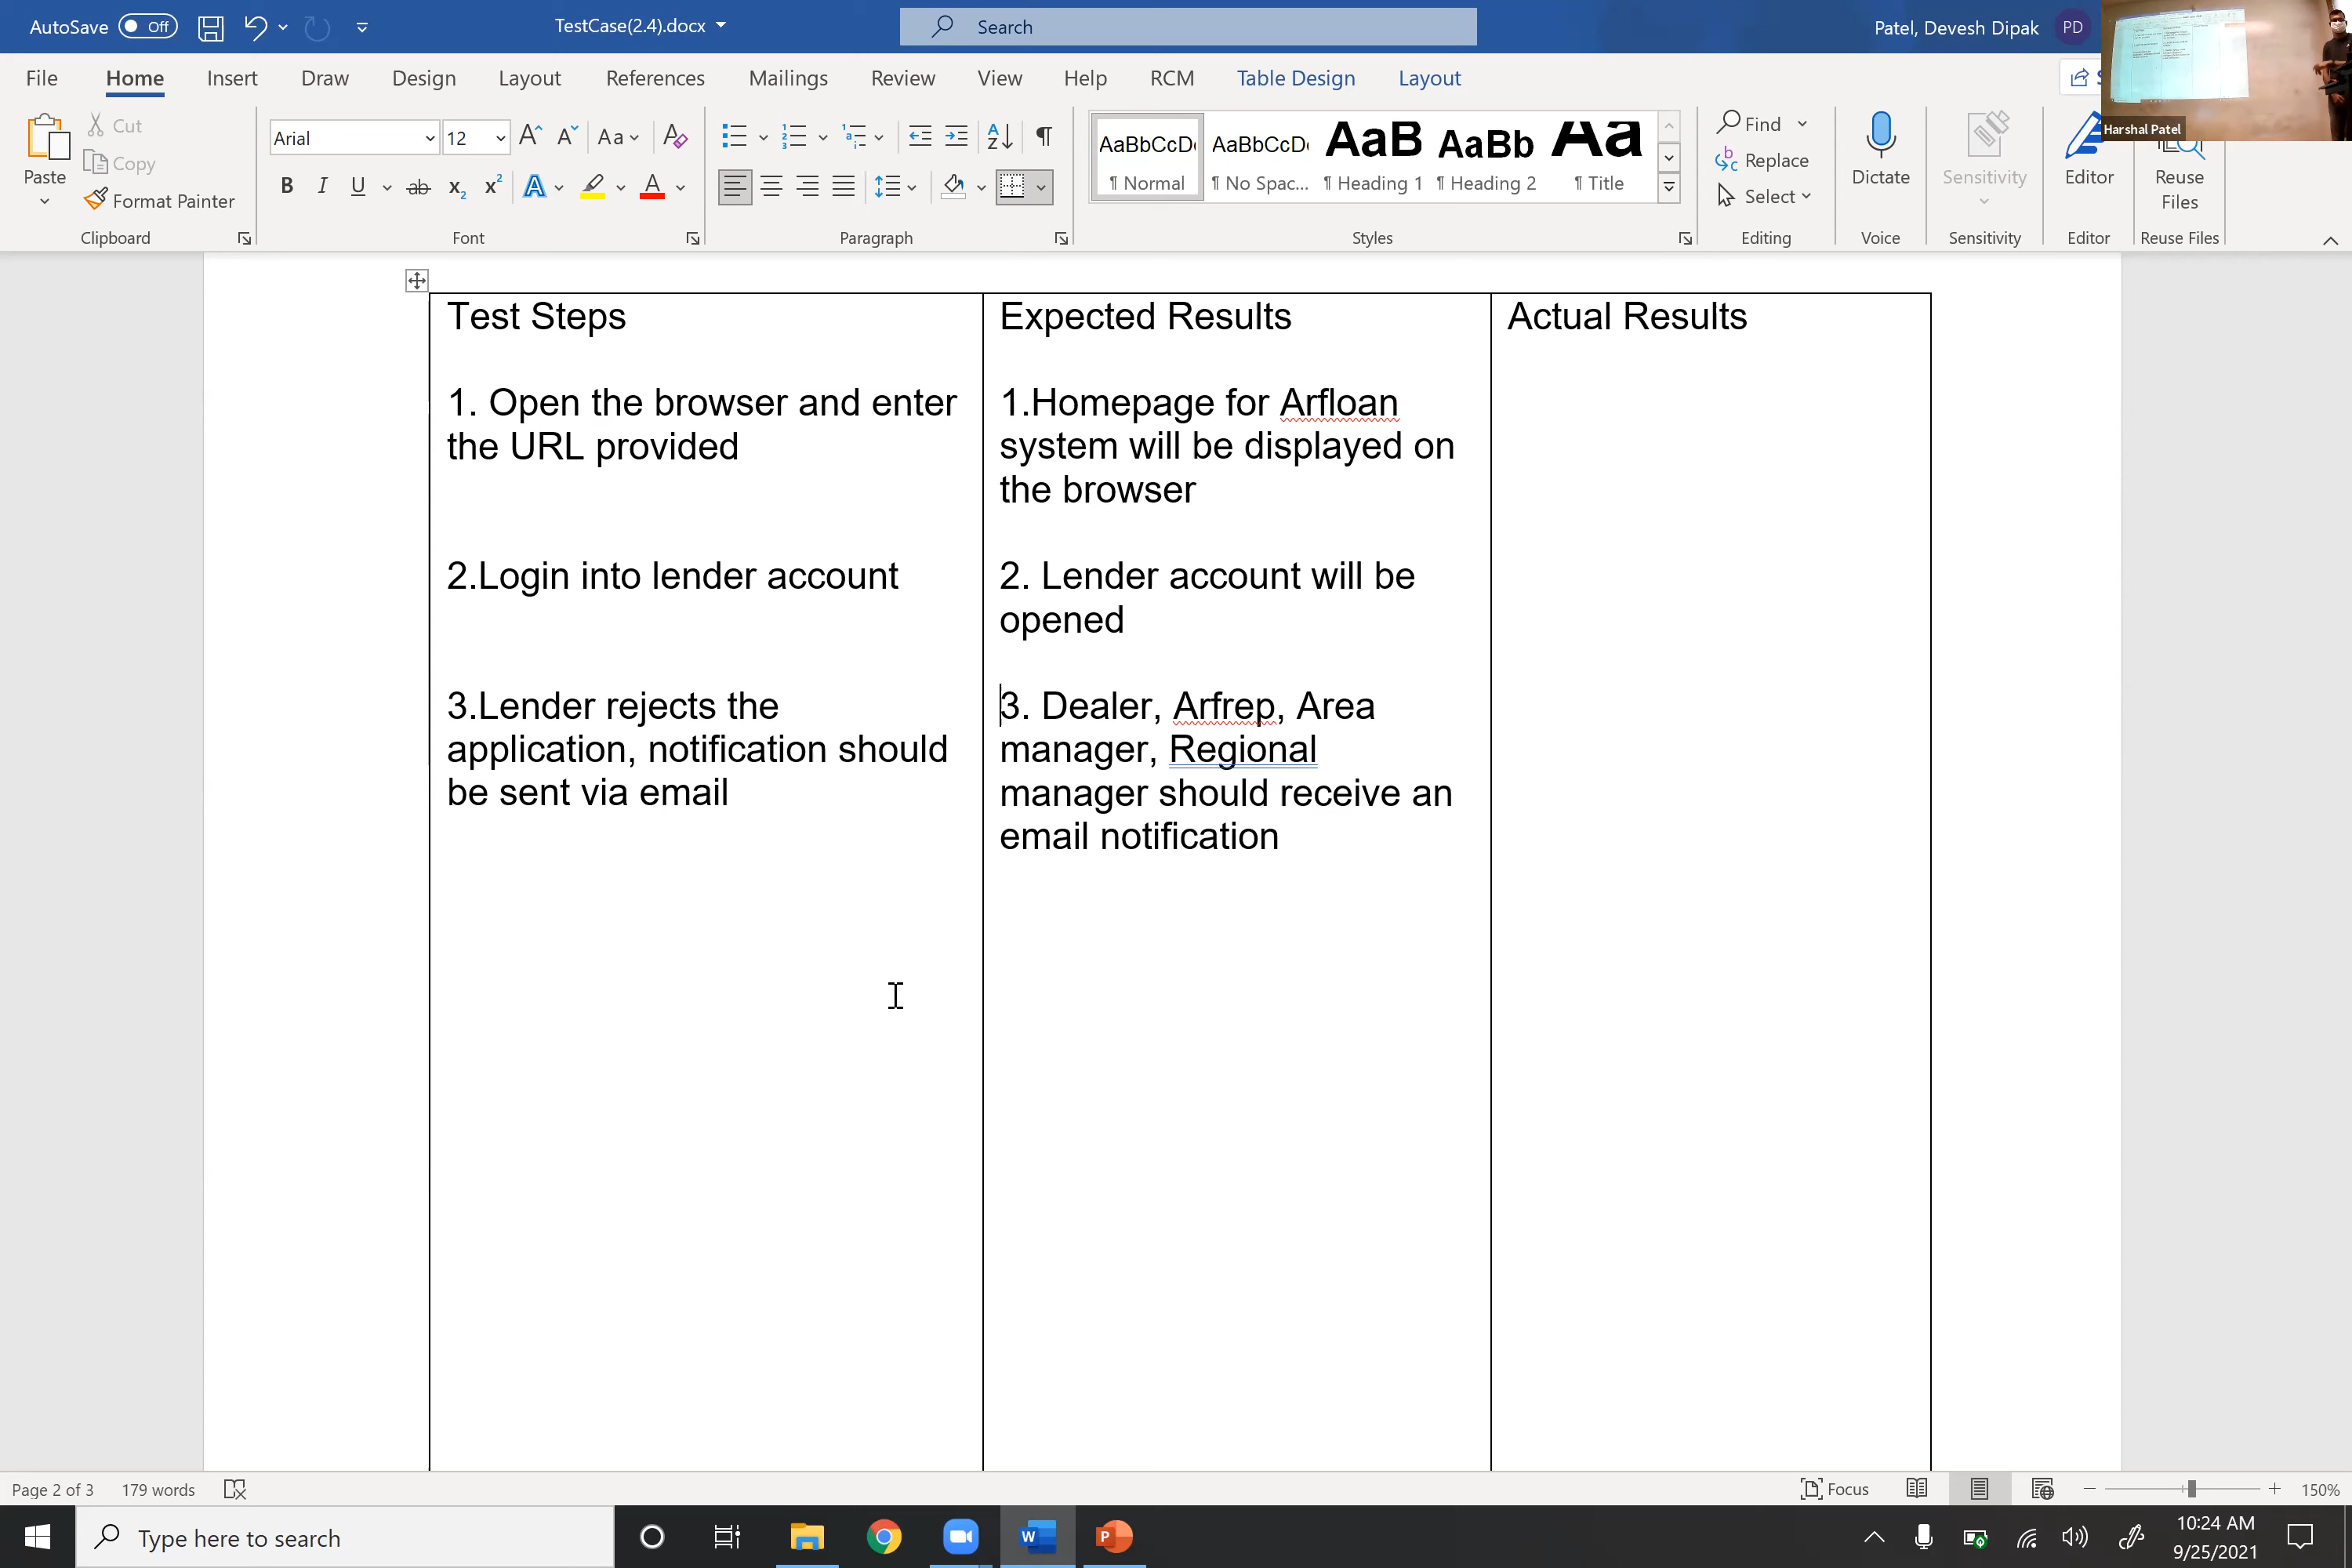 AutoSave Off TestCase(2.4).docx Search Patel, Devesh Dipak PD
File Home Insert Draw Design Layout References Mailings Review View Help RCM Table Design Layout
Paste Cut Copy Format Painter
Arial 12 Aa
B I U ab x2 x2 A A
AaBbCcD AaBbCcD AaB AaBb Aa
¶ Normal ¶ No Spac... ¶ Heading 1 ¶ Heading 2 ¶ Title
Find Replace Select
Dictate Sensitivity Editor Reuse Files
Harshal Patel
Clipboard Font Paragraph Styles Editing Voice Sensitivity Editor Reuse Files
Test Steps
1. Open the browser and enter
the URL provided
2.Login into lender account
3.Lender rejects the
application, notification should
be sent via email
Expected Results
1.Homepage for Arfloan
system will be displayed on
the browser
2. Lender account will be
opened
3. Dealer, Arfrep, Area
manager, Regional
manager should receive an
email notification
Actual Results
Page 2 of 3 179 words Focus 150%
Type here to search
10:24 AM
9/25/2021